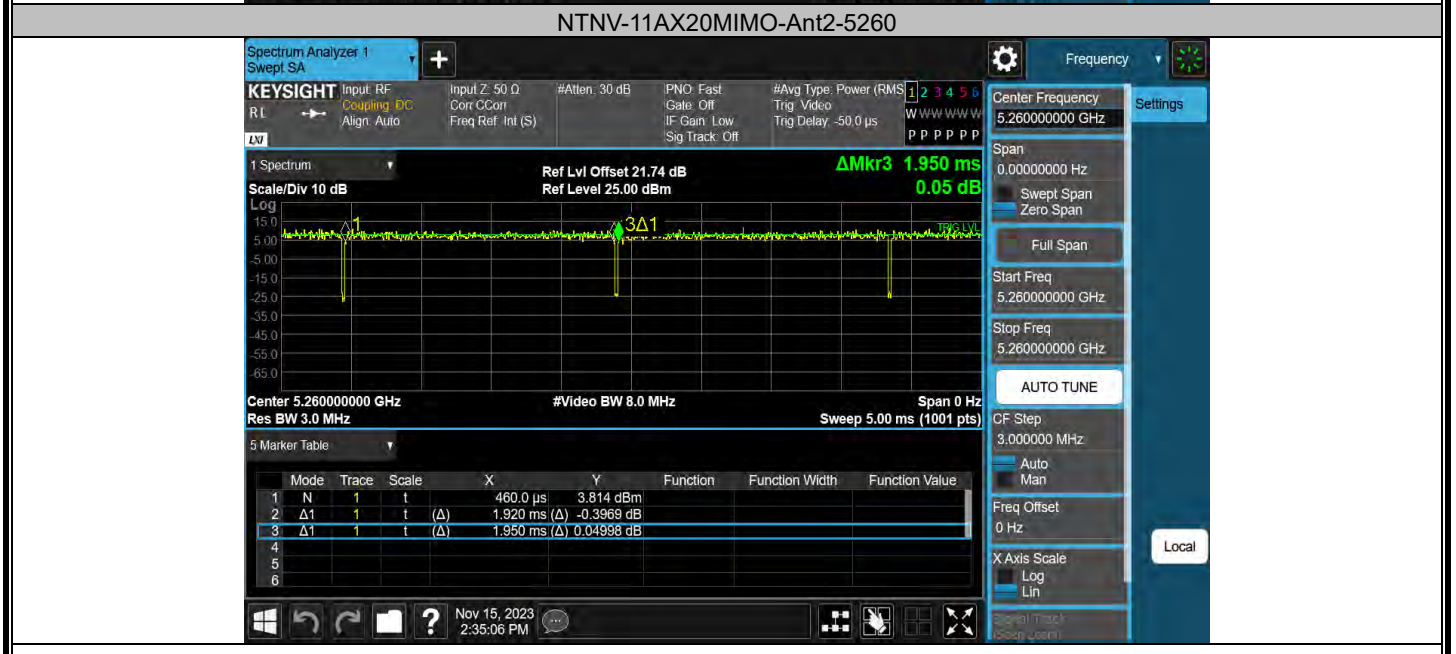 NTNV-11AX20MIMO-Ant2-5260
Spectrum Analyzer 1
Swept SA
+
Frequency
KEYSIGHT
RL
LXI
Input: RF
Coupling: DC
Align: Auto
Input Z: 50 Ω
Corr CCorr
Freq Ref: Int (S)
#Atten: 30 dB
PNO: Fast
Gate: Off
IF Gain: Low
Sig Track: Off
#Avg Type: Power (RMS
Trig: Video
Trig Delay: -50.0 µs
1 2 3 4 5 6
W W W W W W
P P P P P P
1 Spectrum
Scale/Div 10 dB
Ref Lvl Offset 21.74 dB
Ref Level 25.00 dBm
ΔMkr3 1.950 ms
0.05 dB
Log
15.0
5.00
-5.00
-15.0
-25.0
-35.0
-45.0
-55.0
-65.0
1
3Δ1
TRIG LVL
Center 5.260000000 GHz
Res BW 3.0 MHz
#Video BW 8.0 MHz
Span 0 Hz
Sweep 5.00 ms (1001 pts)
5 Marker Table
Mode Trace Scale X Y Function Function Width Function Value
1 N 1 t 460.0 µs 3.814 dBm
2 Δ1 1 t (Δ) 1.920 ms (Δ) -0.3969 dB
3 Δ1 1 t (Δ) 1.950 ms (Δ) 0.04998 dB
4
5
6
?
Nov 15, 2023
2:35:06 PM
Center Frequency
5.260000000 GHz
Settings
Span
0.00000000 Hz
Swept Span
Zero Span
Full Span
Start Freq
5.260000000 GHz
Stop Freq
5.260000000 GHz
AUTO TUNE
CF Step
3.000000 MHz
Auto
Man
Freq Offset
0 Hz
X Axis Scale
Log
Lin
Local